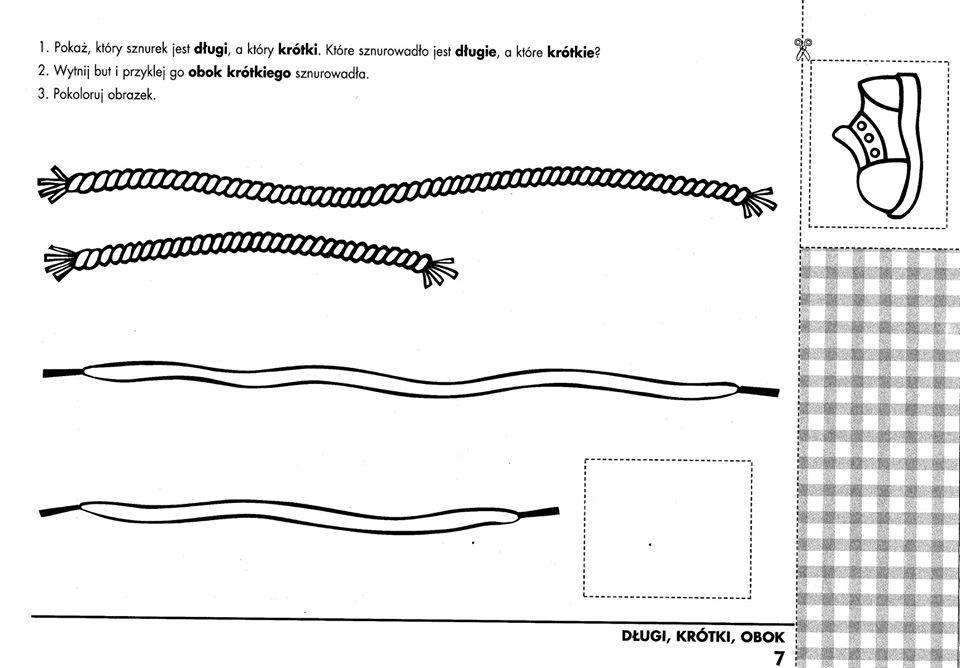 1. Pokaż, który sznurek jest długi, a który krótki. Które sznurowadło jest długie, a które krótkie?
2. Wytnij but i przyklej go obok krótkiego sznurowadła.
3. Pokoloruj obrazek.
DŁUGI, KRÓTKI, OBOK
7